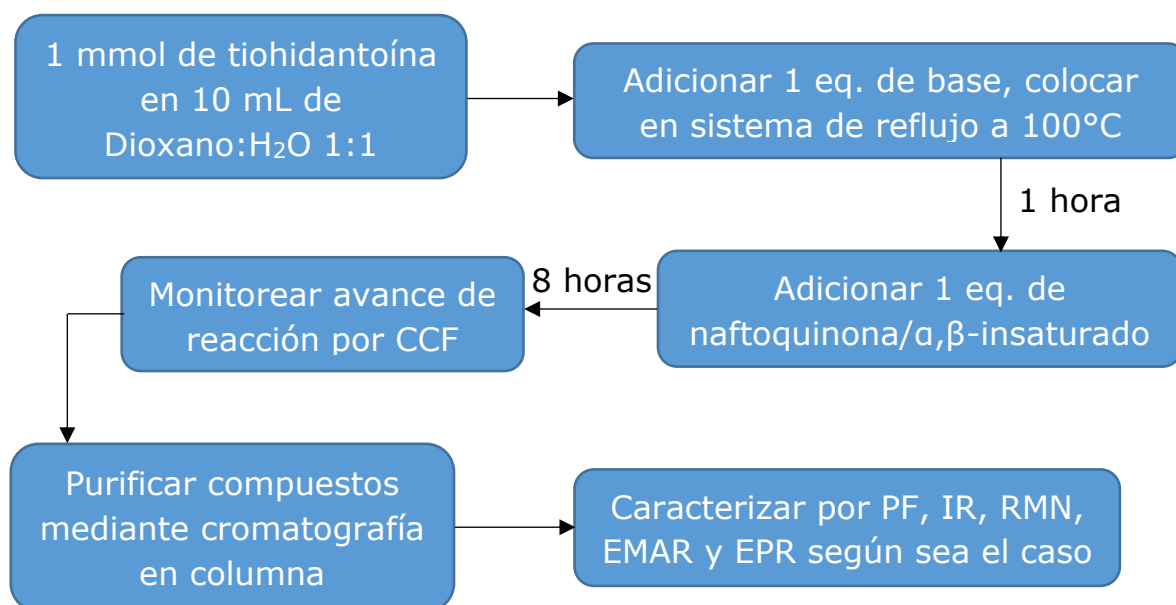 1 mmol de tiohidantoína
en 10 mL de
Dioxano:H₂O 1:1
Adicionar 1 eq. de base, colocar
en sistema de reflujo a 100°C
1 hora
Adicionar 1 eq. de
naftoquinona/α,β-insaturado
8 horas
Monitorear avance de
reacción por CCF
Purificar compuestos
mediante cromatografía
en columna
Caracterizar por PF, IR, RMN,
EMAR y EPR según sea el caso